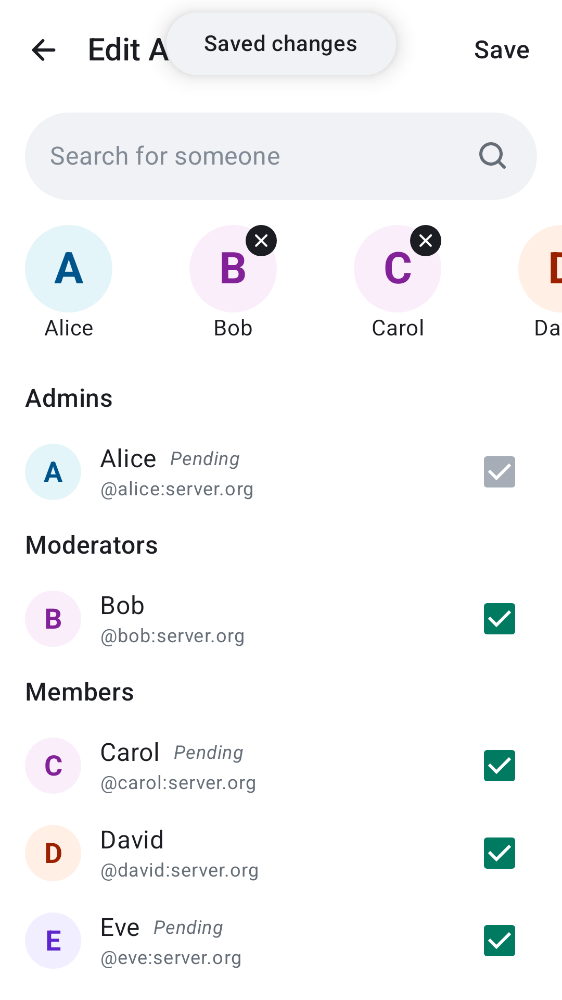 Edit A
Saved changes
Save
Search for someone
A
B
C
D
Alice
Bob
Carol
Da
Admins
A
Alice Pending
@alice:server.org
Moderators
B
Bob
@bob:server.org
Members
C
Carol Pending
@carol:server.org
D
David
@david:server.org
E
Eve Pending
@eve:server.org